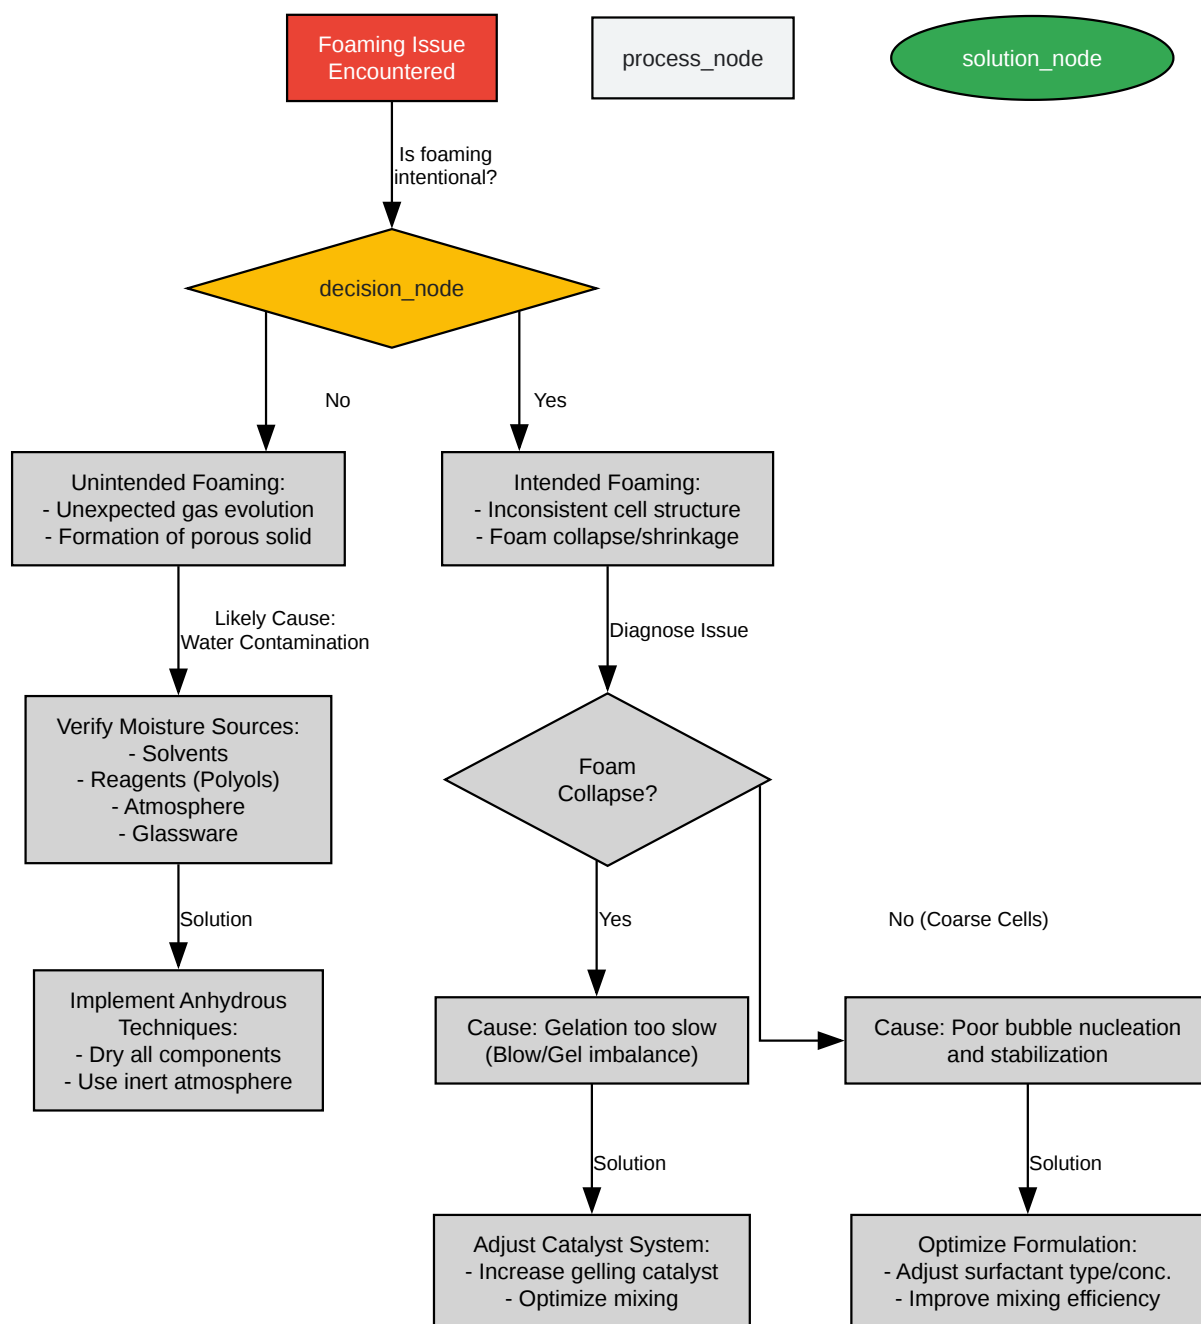 Foaming Issue
Encountered
process_node
solution_node
Is foaming
intentional?
decision_node
No
Yes
Unintended Foaming:
- Unexpected gas evolution
- Formation of porous solid
Intended Foaming:
- Inconsistent cell structure
- Foam collapse/shrinkage
Likely Cause:
Water Contamination
Diagnose Issue
Verify Moisture Sources:
- Solvents
- Reagents (Polyols)
- Atmosphere
- Glassware
Foam
Collapse?
Solution
Yes
No (Coarse Cells)
Implement Anhydrous
Techniques:
- Dry all components
- Use inert atmosphere
Cause: Gelation too slow
(Blow/Gel imbalance)
Cause: Poor bubble nucleation
and stabilization
Solution
Solution
Adjust Catalyst System:
- Increase gelling catalyst
- Optimize mixing
Optimize Formulation:
- Adjust surfactant type/conc.
- Improve mixing efficiency